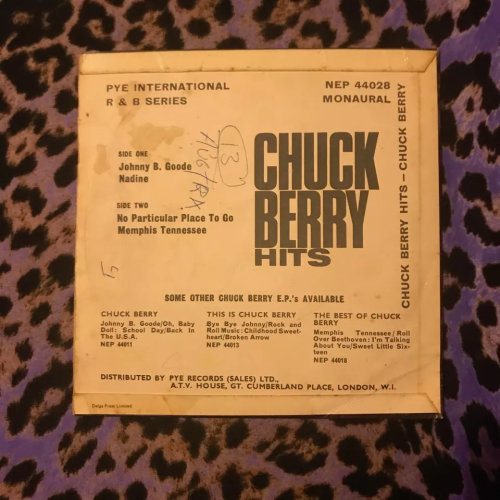 PYE INTERNATIONAL
R & B SERIES
NEP 44028
MONAURAL
SIDE ONE
Johnny B. Goode
Nadine
SIDE TWO
No Particular Place To Go
Memphis Tennessee
CHUCK
BERRY
HITS
CHUCK BERRY HITS – CHUCK BERRY
SOME OTHER CHUCK BERRY E.P.'s AVAILABLE
CHUCK BERRY
Johnny B. Goode/Oh, Baby
Doll: School Day/Back In
The U.S.A.
NEP 44011
THIS IS CHUCK BERRY
Bye Bye Johnny/Rock and
Roll Music: Childhood Sweet-
heart/Broken Arrow
NEP 44013
THE BEST OF CHUCK
BERRY
Memphis Tennessee/Roll
Over Beethoven: I'm Talking
About You/Sweet Little Six-
teen
NEP 44018
DISTRIBUTED BY PYE RECORDS (SALES) LTD.,
A.T.V. HOUSE, GT. CUMBERLAND PLACE, LONDON, W.I.
13